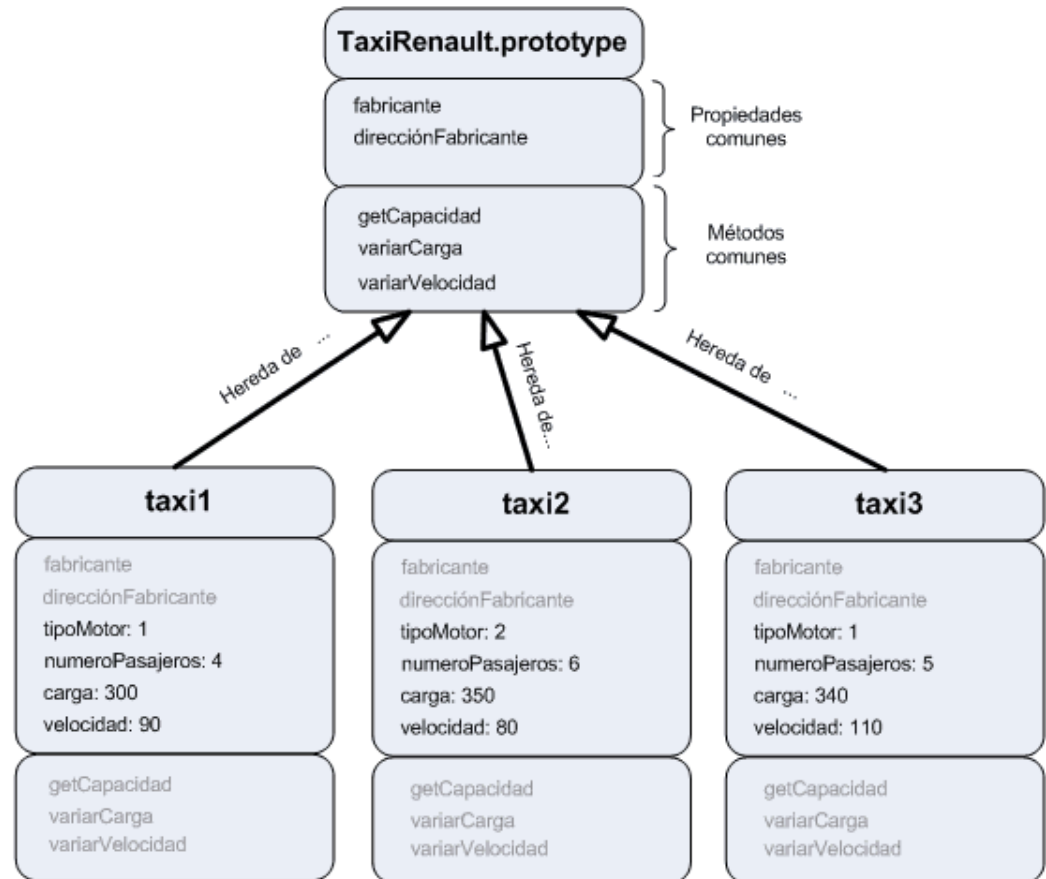 TaxiRenault.prototype
fabricante
direcciónFabricante
Propiedades
comunes
getCapacidad
variarCarga
variarVelocidad
Métodos
comunes
Hereda de ...
Hereda de...
Hereda de ...
taxi1
fabricante
direcciónFabricante
tipoMotor: 1
numeroPasajeros: 4
carga: 300
velocidad: 90
getCapacidad
variarCarga
variarVelocidad
taxi2
fabricante
direcciónFabricante
tipoMotor: 2
numeroPasajeros: 6
carga: 350
velocidad: 80
getCapacidad
variarCarga
variarVelocidad
taxi3
fabricante
direcciónFabricante
tipoMotor: 1
numeroPasajeros: 5
carga: 340
velocidad: 110
getCapacidad
variarCarga
variarVelocidad